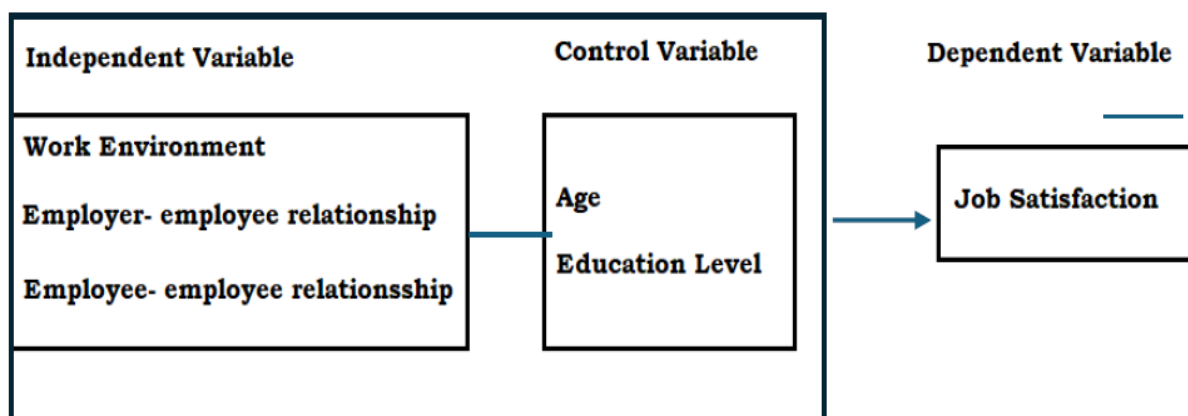 Independent Variable
Work Environment
Employer- employee relationship
Employee- employee relationsship
Control Variable
Age
Education Level
Dependent Variable
Job Satisfaction